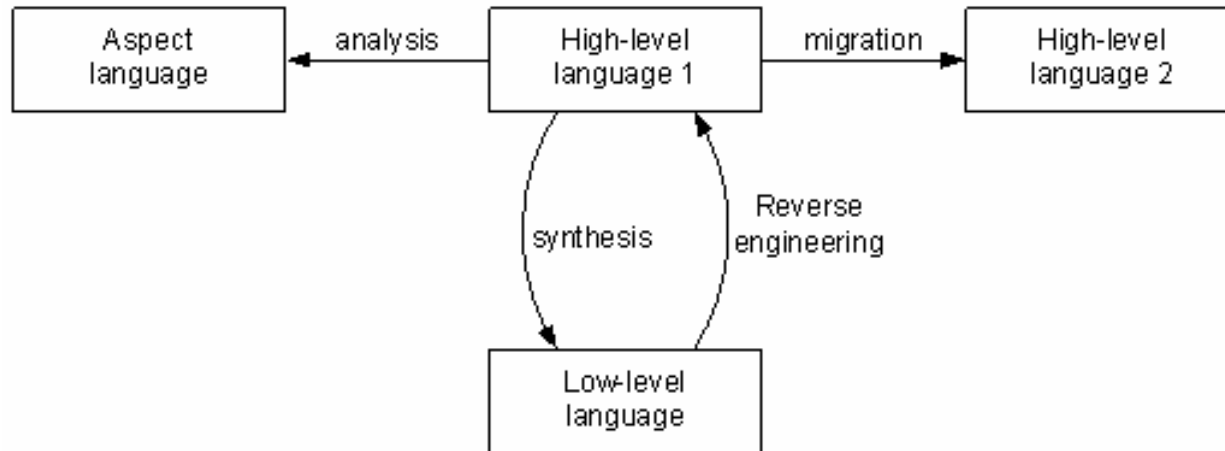 Aspect
language
analysis
High-level
language 1
migration
High-level
language 2
synthesis
Reverse
engineering
Low-level
language